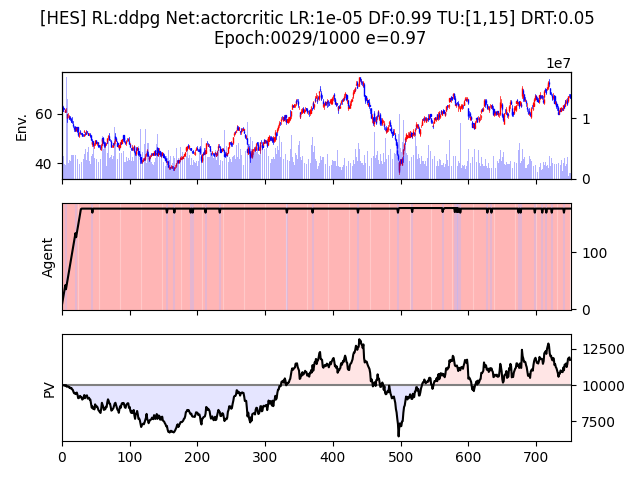 [HES] RL:ddpg Net:actorcritic LR:1e-05 DF:0.99 TU:[1,15] DRT:0.05
Epoch:0029/1000 e=0.97
1e7
Env.
60
40
1
0
Agent
100
0
PV
12500
10000
7500
0 100 200 300 400 500 600 700